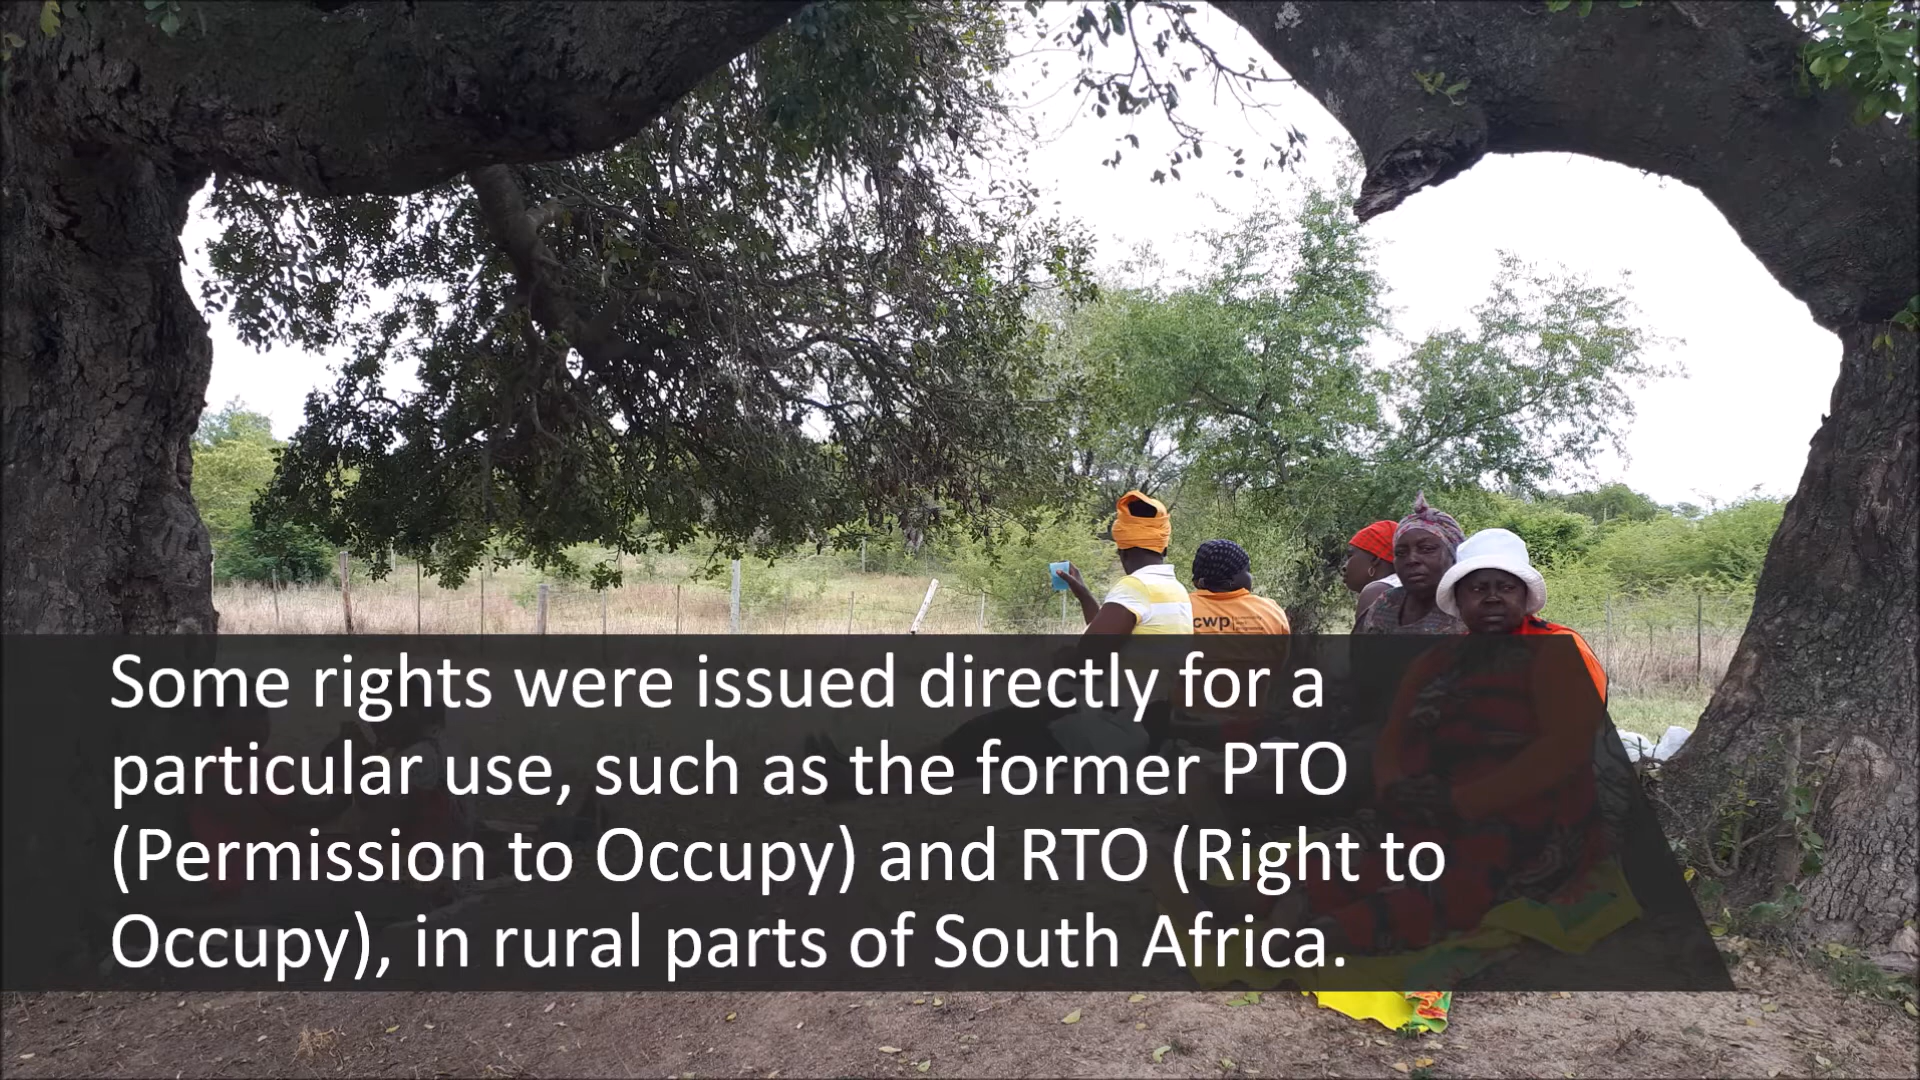 cwp
Some rights were issued directly for a
particular use, such as the former PTO
(Permission to Occupy) and RTO (Right to
Occupy), in rural parts of South Africa.